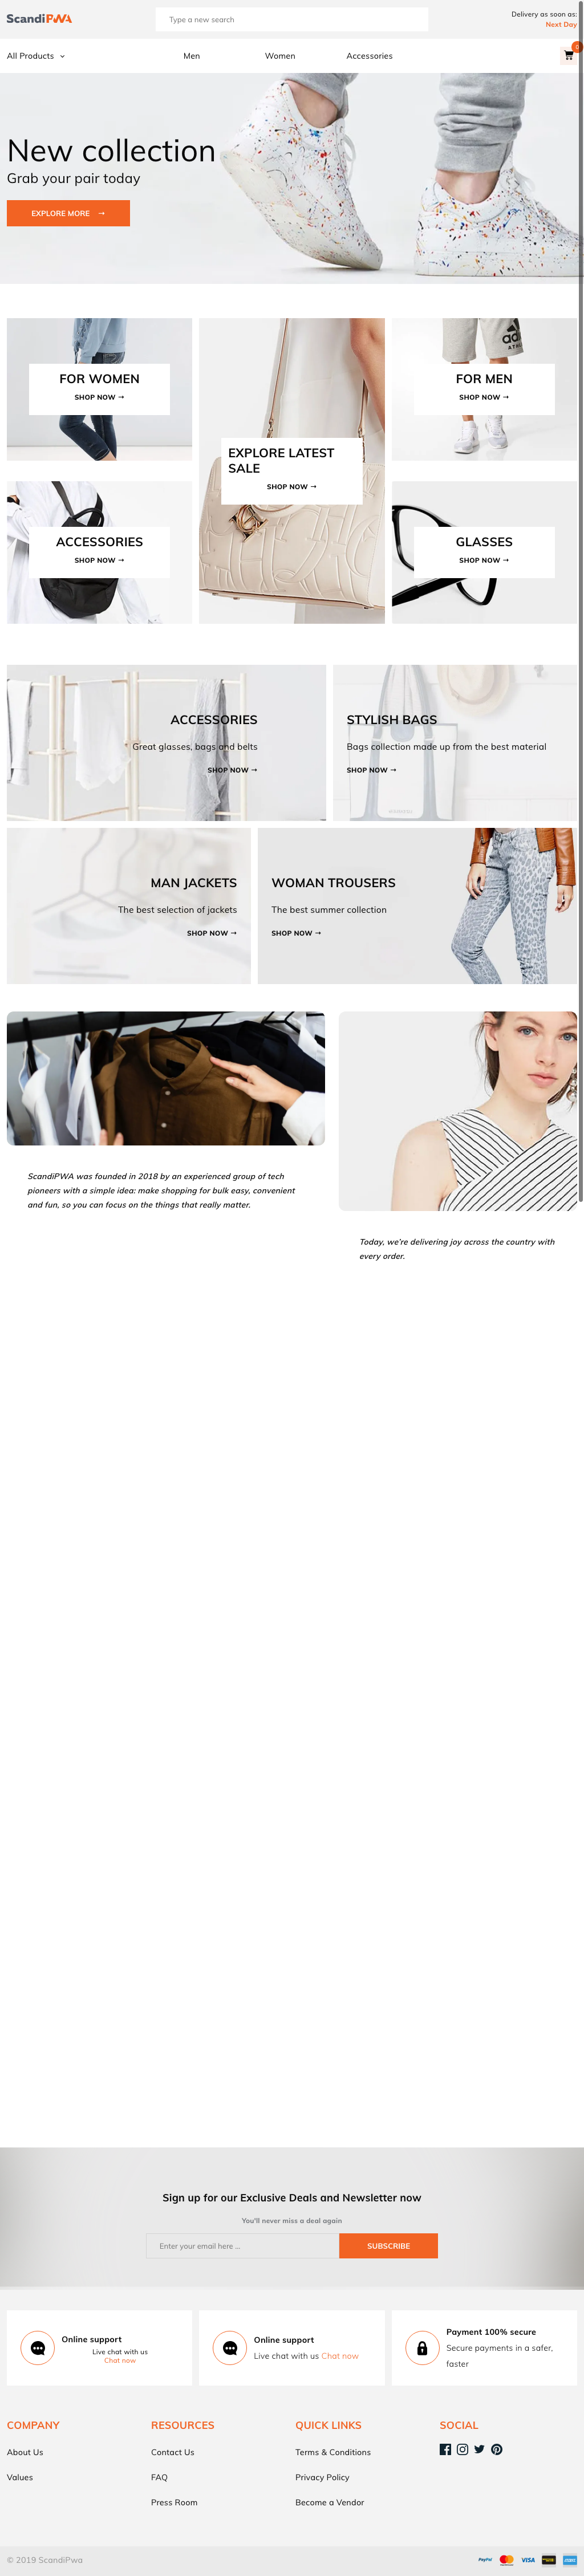 ScandiPWA
Type a new search
Delivery as soon as:
Next Day
0
All Products
Men
Women
Accessories
New collection
Grab your pair today
EXPLORE MORE →
FOR WOMEN
SHOP NOW →
EXPLORE LATEST
SALE
SHOP NOW →
FOR MEN
SHOP NOW →
ACCESSORIES
SHOP NOW →
GLASSES
SHOP NOW →
ACCESSORIES
Great glasses, bags and belts
SHOP NOW →
STYLISH BAGS
Bags collection made up from the best material
SHOP NOW →
MAN JACKETS
The best selection of jackets
SHOP NOW →
WOMAN TROUSERS
The best summer collection
SHOP NOW →
ScandiPWA was founded in 2018 by an experienced group of tech
pioneers with a simple idea: make shopping for bulk easy, convenient
and fun, so you can focus on the things that really matter.
Today, we're delivering joy across the country with
every order.
Sign up for our Exclusive Deals and Newsletter now
You'll never miss a deal again
Enter your email here ...
SUBSCRIBE
Online support
Live chat with us
Chat now
Online support
Live chat with us Chat now
Payment 100% secure
Secure payments in a safer,
faster
COMPANY
About Us
Values
RESOURCES
Contact Us
FAQ
Press Room
QUICK LINKS
Terms & Conditions
Privacy Policy
Become a Vendor
SOCIAL
© 2019 ScandiPwa
PayPal
VISA